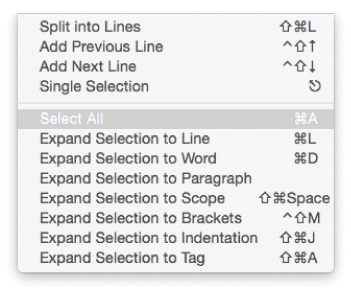 Split into Lines ⇧⌘L
Add Previous Line ^⇧↑
Add Next Line ^⇧↓
Single Selection ⎋
Select All ⌘A
Expand Selection to Line ⌘L
Expand Selection to Word ⌘D
Expand Selection to Paragraph
Expand Selection to Scope ⇧⌘Space
Expand Selection to Brackets ^⇧M
Expand Selection to Indentation ⇧⌘J
Expand Selection to Tag ⇧⌘A